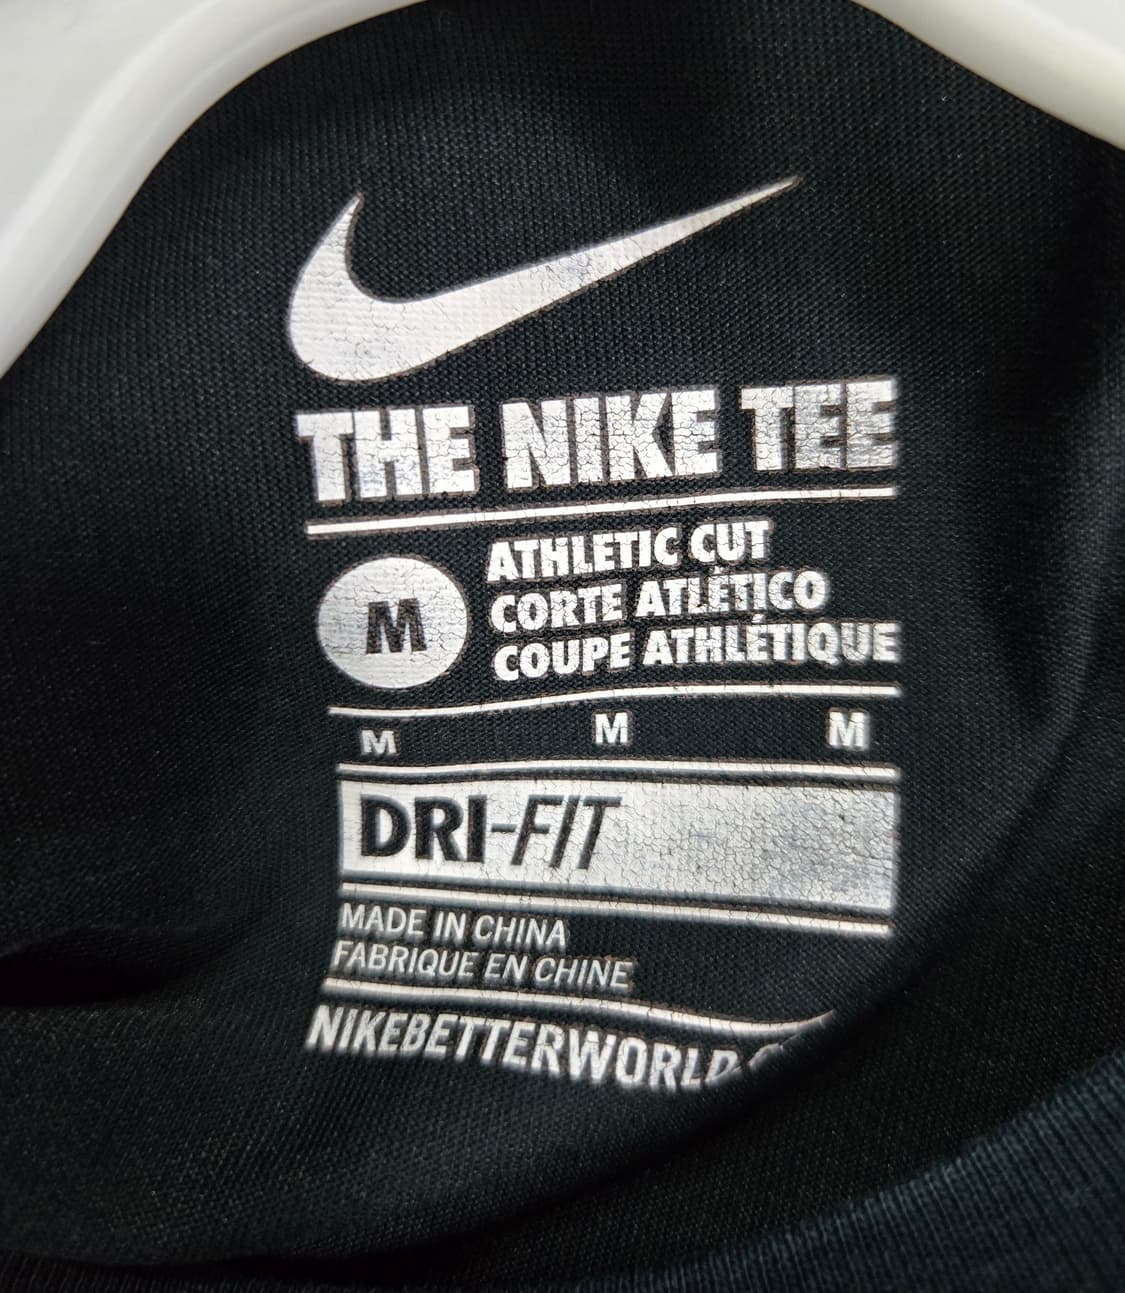 THE NIKE TEE
M
ATHLETIC CUT
CORTE ATLÉTICO
COUPE ATHLÉTIQUE
M M M
DRI-FIT
MADE IN CHINA
FABRIQUE EN CHINE
NIKEBETTERWORLD